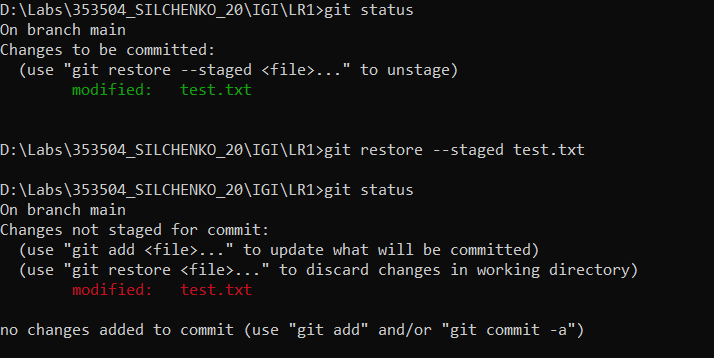 D:\Labs\353504_SILCHENKO_20\IGI\LR1>git status
On branch main
Changes to be committed:
  (use "git restore --staged <file>..." to unstage)
        modified:   test.txt
D:\Labs\353504_SILCHENKO_20\IGI\LR1>git restore --staged test.txt
D:\Labs\353504_SILCHENKO_20\IGI\LR1>git status
On branch main
Changes not staged for commit:
  (use "git add <file>..." to update what will be committed)
  (use "git restore <file>..." to discard changes in working directory)
        modified:   test.txt
no changes added to commit (use "git add" and/or "git commit -a")